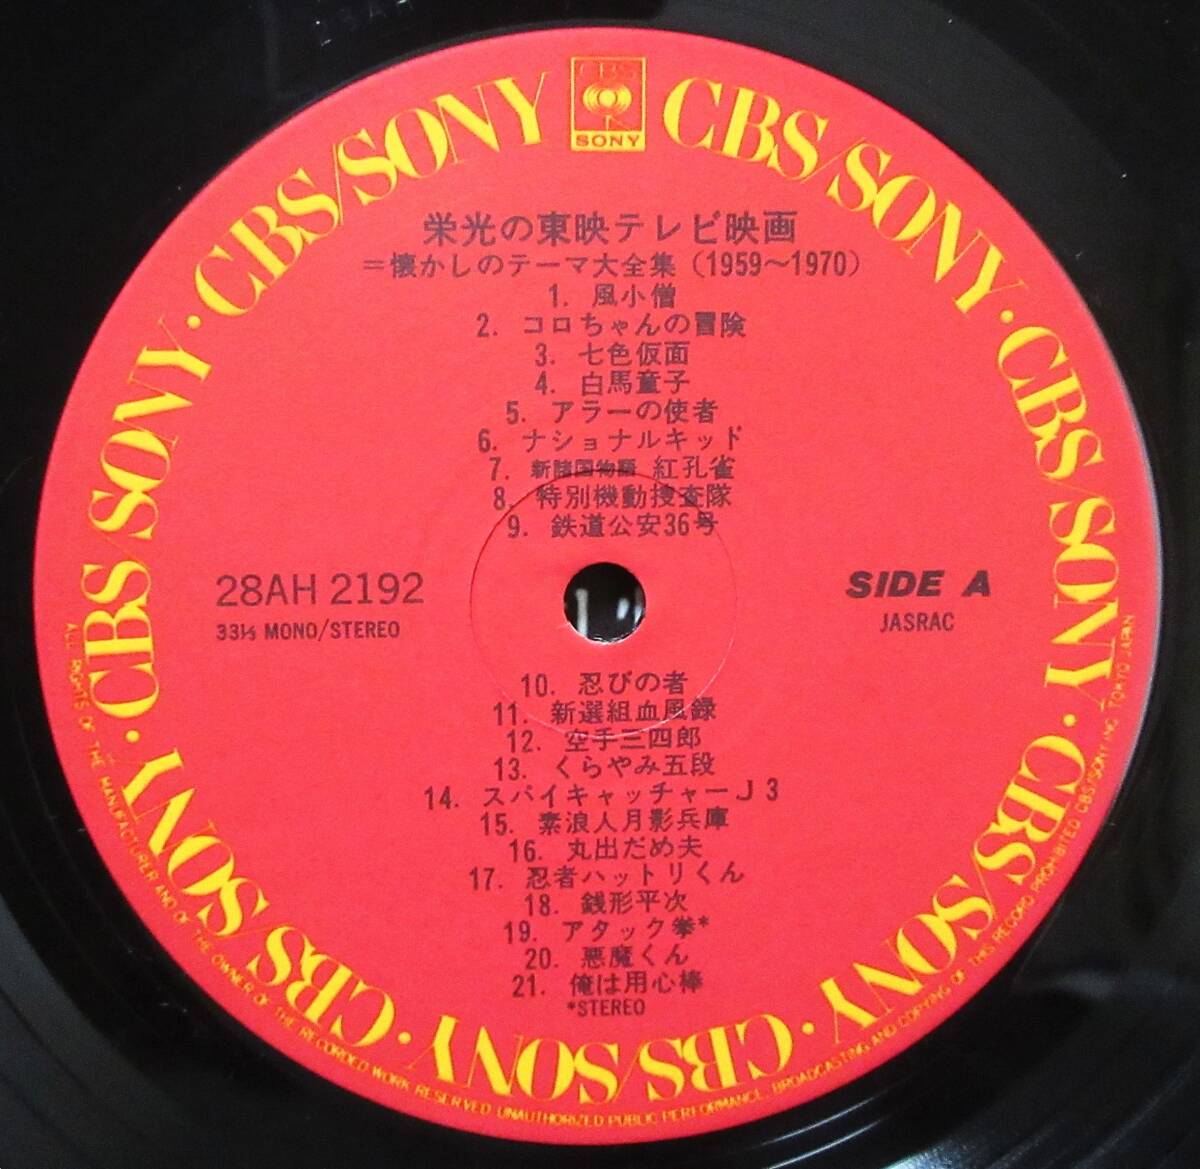 CBS
SONY
CBS/SONY · CBS/SONY · CBS/SONY · CBS/SONY · CBS/SONY · CBS/SONY · CBS/SONY · CBS/SONY
栄光の東映テレビ映画
=懐かしのテーマ大全集(1959〜1970)
1. 風小僧
2. コロちゃんの冒険
3. 七色仮面
4. 白馬童子
5. アラーの使者
6. ナショナルキッド
7. 新諸国物語 紅孔雀
8. 特別機動捜査隊
9. 鉄道公安36号
28AH 2192
33⅓ MONO/STEREO
SIDE A
JASRAC
10. 忍びの者
11. 新選組血風録
12. 空手三四郎
13. くらやみ五段
14. スパイキャッチャーJ3
15. 素浪人月影兵庫
16. 丸出だめ夫
17. 忍者ハットリくん
18. 銭形平次
19. アタック拳*
20. 悪魔くん
21. 俺は用心棒
*STEREO
ALL RIGHTS OF THE MANUFACTURER AND OF THE OWNER OF THE RECORDED WORK RESERVED UNAUTHORIZED PUBLIC PERFORMANCE, BROADCASTING AND COPYING OF THIS RECORD PROHIBITED CBS/SONY INC. TOKYO JAPAN